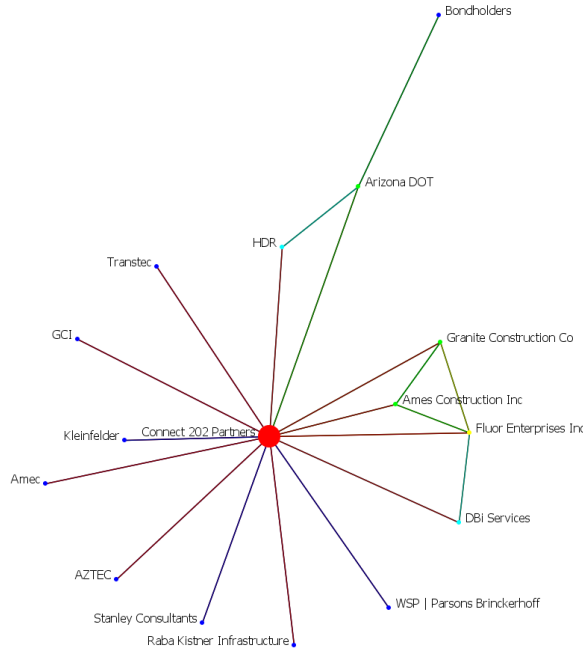 Bondholders
Arizona DOT
HDR
Transtec
GCI
Granite Construction Co
Ames Construction Inc
Fluor Enterprises Inc
Connect 202 Partners
Kleinfelder
Amec
DBi Services
AZTEC
WSP | Parsons Brinckerhoff
Stanley Consultants
Raba Kistner Infrastructure